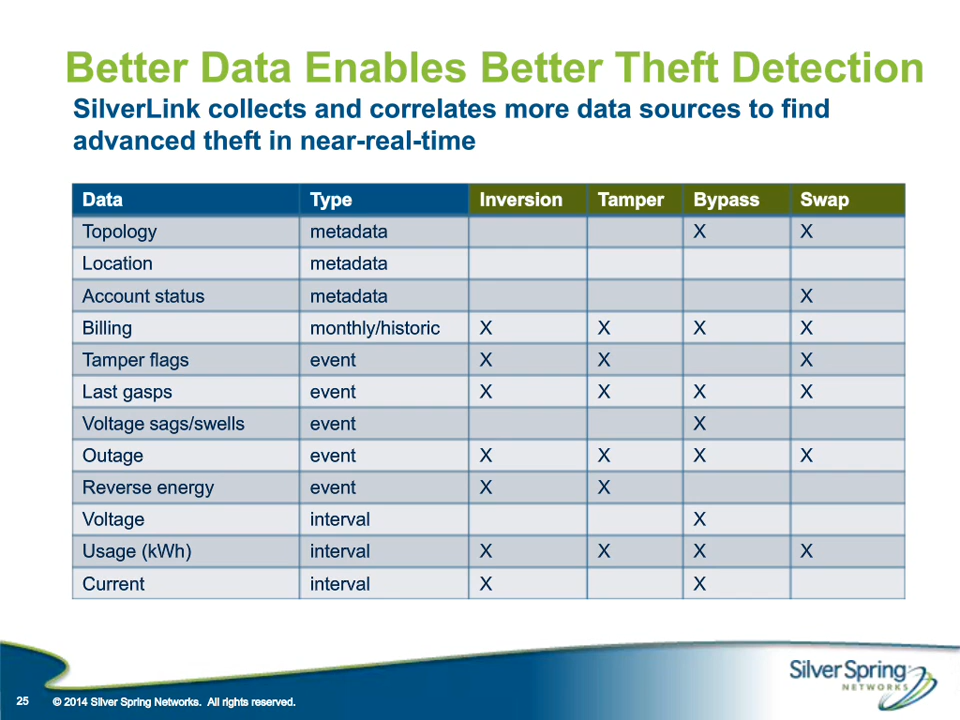 Better Data Enables Better Theft Detection
SilverLink collects and correlates more data sources to find
advanced theft in near-real-time
Data Type Inversion Tamper Bypass Swap
Topology metadata X X
Location metadata
Account status metadata X
Billing monthly/historic X X X X
Tamper flags event X X X
Last gasps event X X X X
Voltage sags/swells event X
Outage event X X X X
Reverse energy event X X
Voltage interval X
Usage (kWh) interval X X X X
Current interval X X
25 © 2014 Silver Spring Networks. All rights reserved.
Silver Spring
NETWORKS